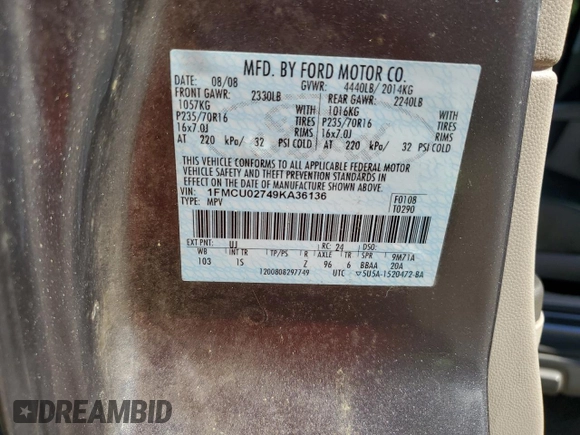 MFD. BY FORD MOTOR CO.
DATE: 08/08 GVWR: 4440LB/ 2014KG
FRONT GAWR: 2330LB REAR GAWR: 2240LB
1057KG 1016KG
P235/70R16 TIRES P235/70R16 TIRES
16x7.0J RIMS 16x7.0J RIMS
AT 220 kPa/ 32 PSI COLD AT 220 kPa/ 32 PSI COLD
THIS VEHICLE CONFORMS TO ALL APPLICABLE FEDERAL MOTOR
VEHICLE SAFETY AND THEFT PREVENTION STANDARDS IN
EFFECT ON THE DATE OF MANUFACTURE SHOWN ABOVE.
VIN: 1FMCU02749KA36136 F0108
TYPE: MPV T0290
EXT PNT: UJ RC: 24 DSO:
WB INT TR TP/PS R AXLE TR SPR 9M71A
103 IS Z 96 6 BBAA 20A
1200808297749 UTC 5U5A-1520472-BA
DREAMBID